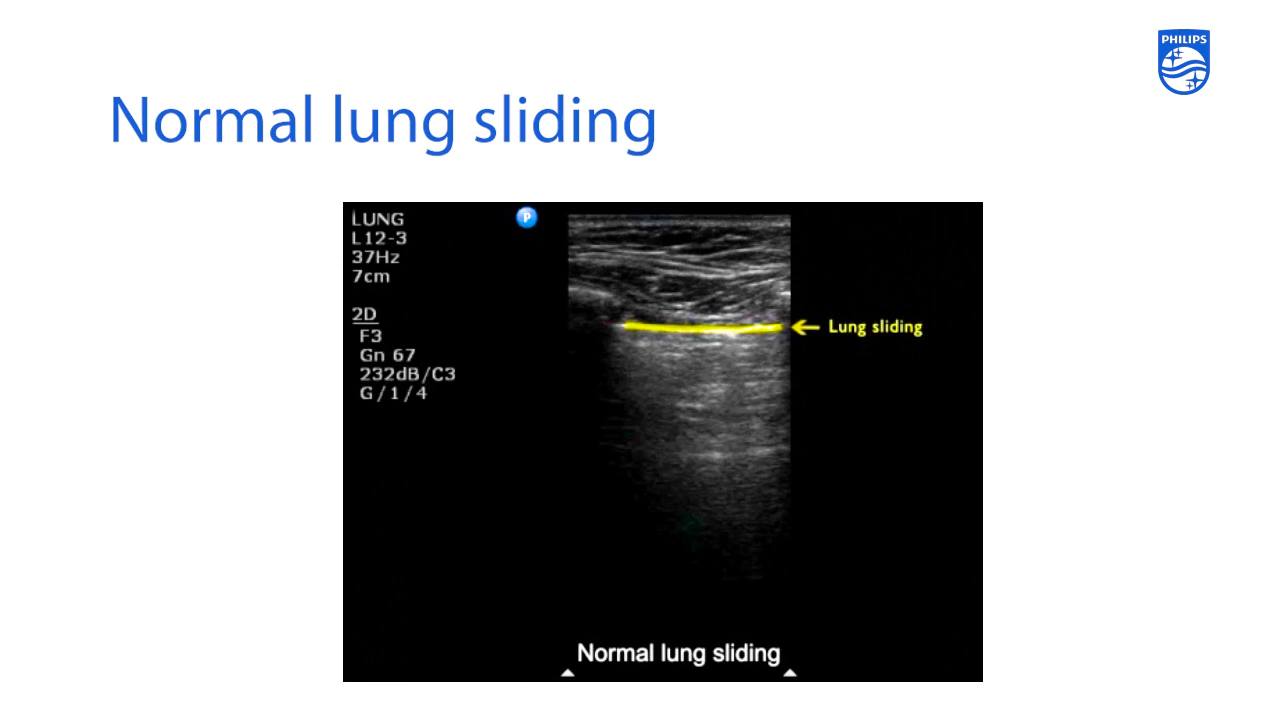 PHILIPS
Normal lung sliding
LUNG
L12-3
37Hz
7cm
P
2D
F3
Gn 67
232dB/C3
G/1/4
Lung sliding
Normal lung sliding